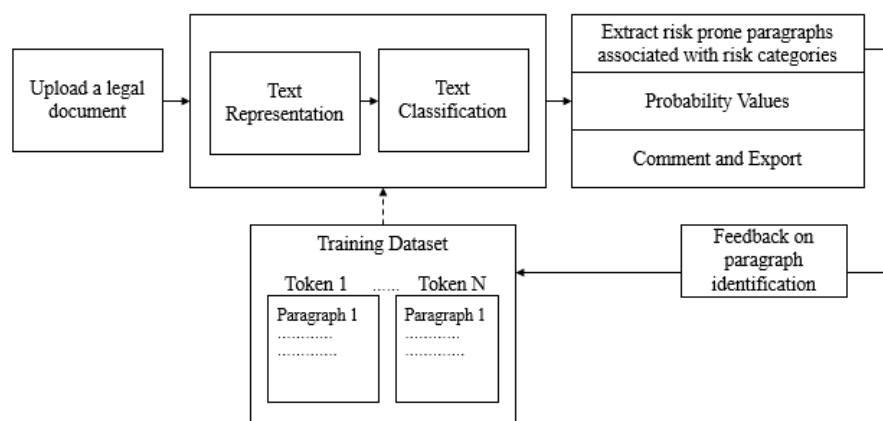 Upload a legal
document
Text
Representation
Text
Classification
Extract risk prone paragraphs
associated with risk categories
Probability Values
Comment and Export
Training Dataset
Token 1 ...... Token N
Paragraph 1
.............
..............
Paragraph 1
.............
..............
Feedback on
paragraph
identification